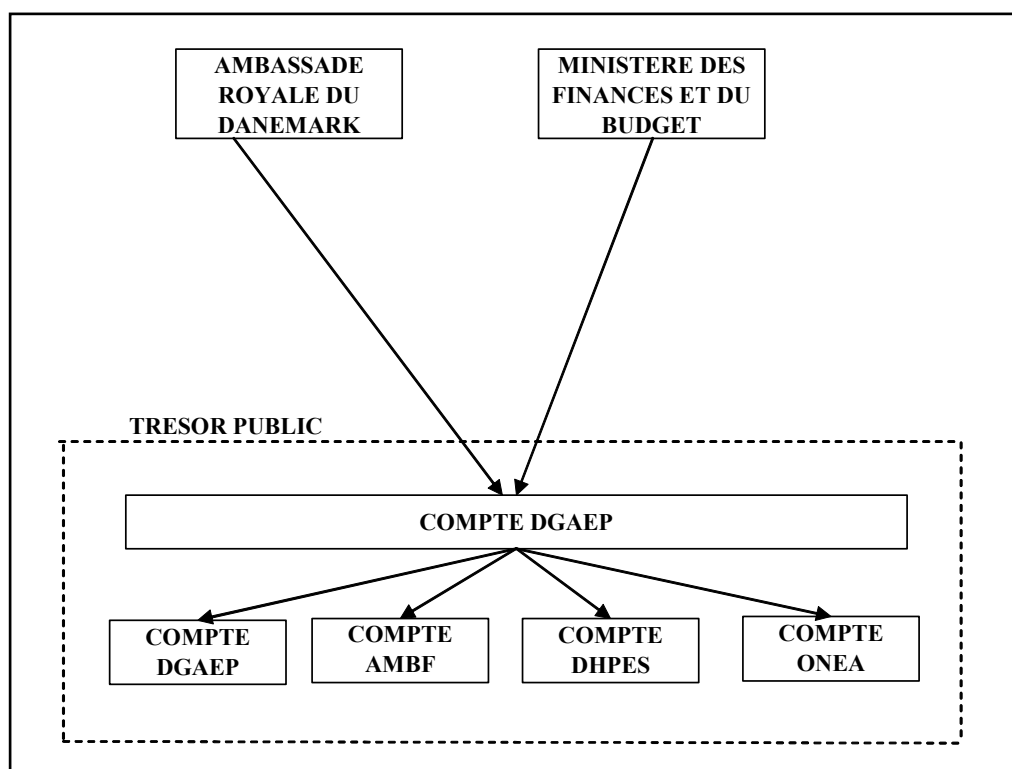 AMBASSADE
ROYALE DU
DANEMARK
MINISTERE DES
FINANCES ET DU
BUDGET
TRESOR PUBLIC
COMPTE DGAEP
COMPTE
DGAEP
COMPTE
AMBF
COMPTE
DHPES
COMPTE
ONEA